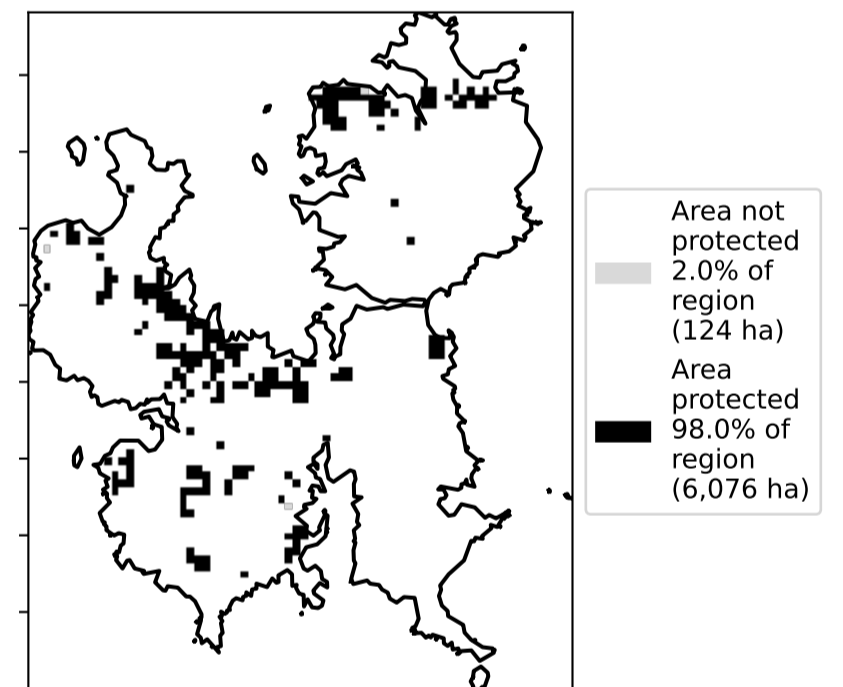 Area not
protected
2.0% of
region
(124 ha)
Area
protected
98.0% of
region
(6,076 ha)